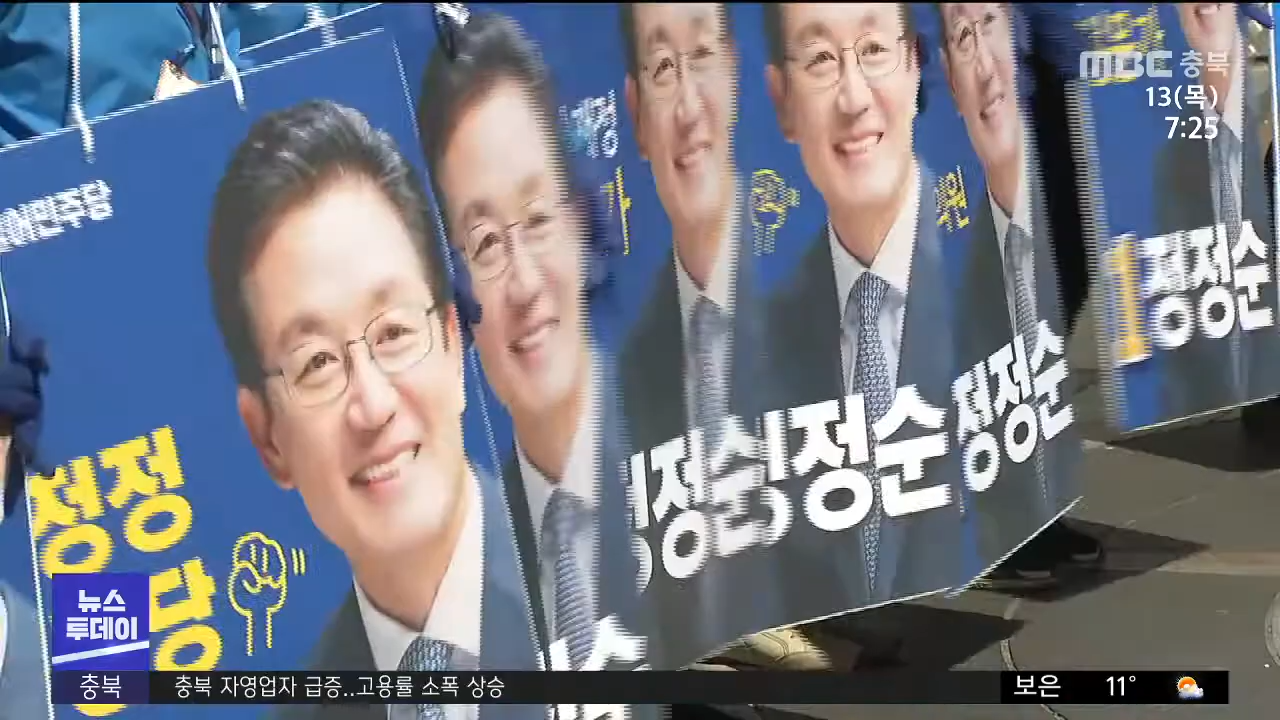 MBC 충북
13(목)
7:25
더불어민주당
정정
당
가
원
정정순
정정순
정정순
1 정정순
뉴스
투데이
충북
충북 자영업자 급증..고용률 소폭 상승
보은 11°